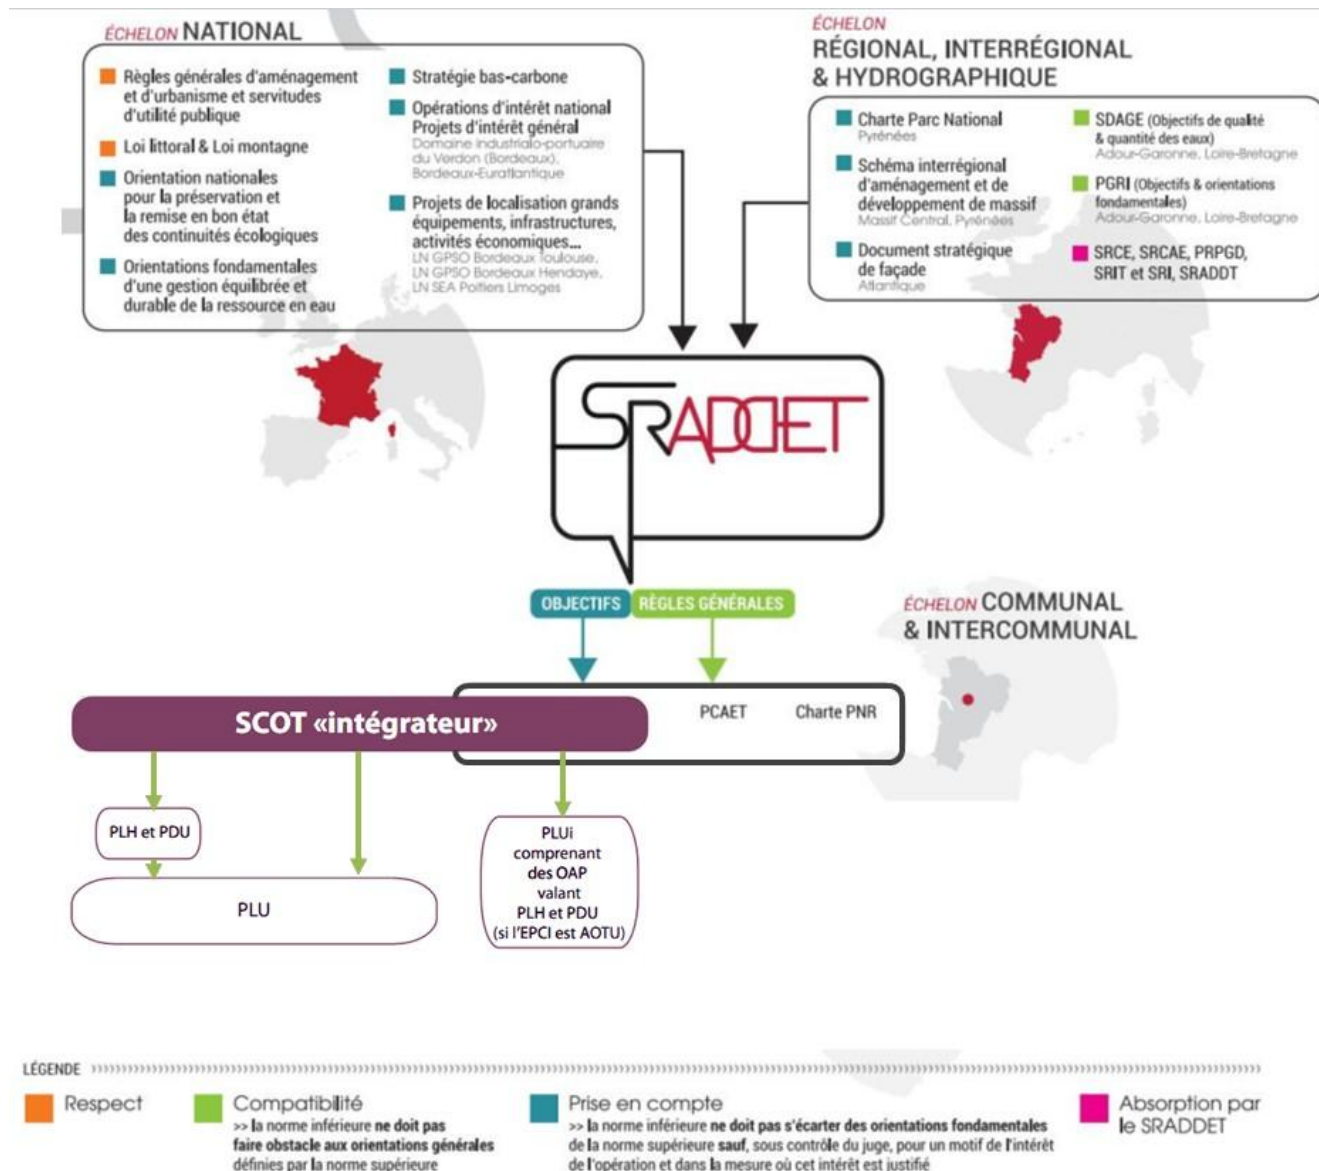 ÉCHELON NATIONAL
Règles générales d'aménagement
et d'urbanisme et servitudes
d'utilité publique
Loi littoral & Loi montagne
Orientation nationales
pour la préservation et
la remise en bon état
des continuités écologiques
Orientations fondamentales
d'une gestion équilibrée et
durable de la ressource en eau
Stratégie bas-carbone
Opérations d'intérêt national
Projets d'intérêt général
Domaine industrialo-portuaire
du Verdon (Bordeaux),
Bordeaux-Euratlantique
Projets de localisation grands
équipements, infrastructures,
activités économiques...
LN GPSO Bordeaux Toulouse,
LN GPSO Bordeaux Hendaye,
LN SEA Poitiers Limoges
ÉCHELON
RÉGIONAL, INTERRÉGIONAL
& HYDROGRAPHIQUE
Charte Parc National
Pyrénées
Schéma interrégional
d'aménagement et de
développement de massif
Massif Central, Pyrénées
Document stratégique
de façade
Atlantique
SDAGE (Objectifs de qualité
& quantité des eaux)
Adour-Garonne, Loire-Bretagne
PGRI (Objectifs & orientations
fondamentales)
Adour-Garonne, Loire-Bretagne
SRCE, SRCAE, PRPGD,
SRIT et SRI, SRADDT
SRADDET
OBJECTIFS RÈGLES GÉNÉRALES
ÉCHELON COMMUNAL
& INTERCOMMUNAL
SCOT «intégrateur»
PCAET Charte PNR
PLH et PDU
PLU
PLUi
comprenant
des OAP
valant
PLH et PDU
(si l'EPCI est AOTU)
LÉGENDE
Respect
Compatibilité
>> la norme inférieure ne doit pas
faire obstacle aux orientations générales
définies par la norme supérieure
Prise en compte
>> la norme inférieure ne doit pas s'écarter des orientations fondamentales
de la norme supérieure sauf, sous contrôle du juge, pour un motif de l'intérêt
de l'opération et dans la mesure où cet intérêt est justifié
Absorption par
le SRADDET